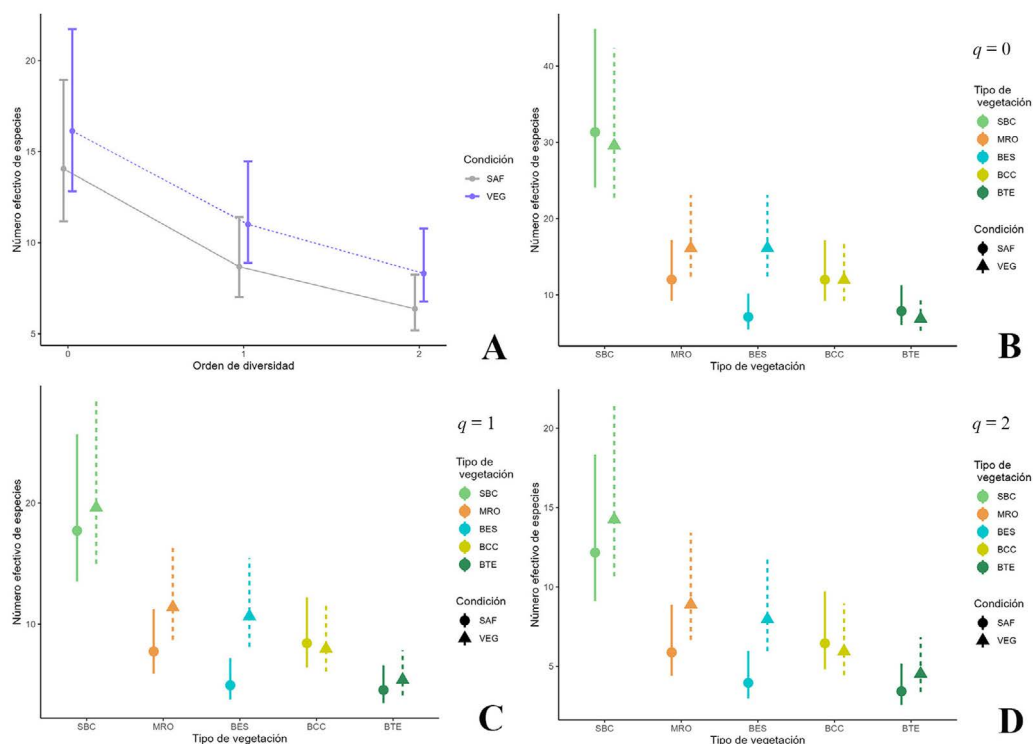 Número efectivo de especies
20
15
10
5
0
1
2
Orden de diversidad
Condición
SAF
VEG
A
Número efectivo de especies
40
30
20
10
SBC
MRO
BES
BCC
BTE
Tipo de vegetación
q = 0
Tipo de
vegetación
SBC
MRO
BES
BCC
BTE
Condición
SAF
VEG
B
Número efectivo de especies
20
10
SBC
MRO
BES
BCC
BTE
Tipo de vegetación
q = 1
Tipo de
vegetación
SBC
MRO
BES
BCC
BTE
Condición
SAF
VEG
C
Número efectivo de especies
20
15
10
5
SBC
MRO
BES
BCC
BTE
Tipo de vegetación
q = 2
Tipo de
vegetación
SBC
MRO
BES
BCC
BTE
Condición
SAF
VEG
D